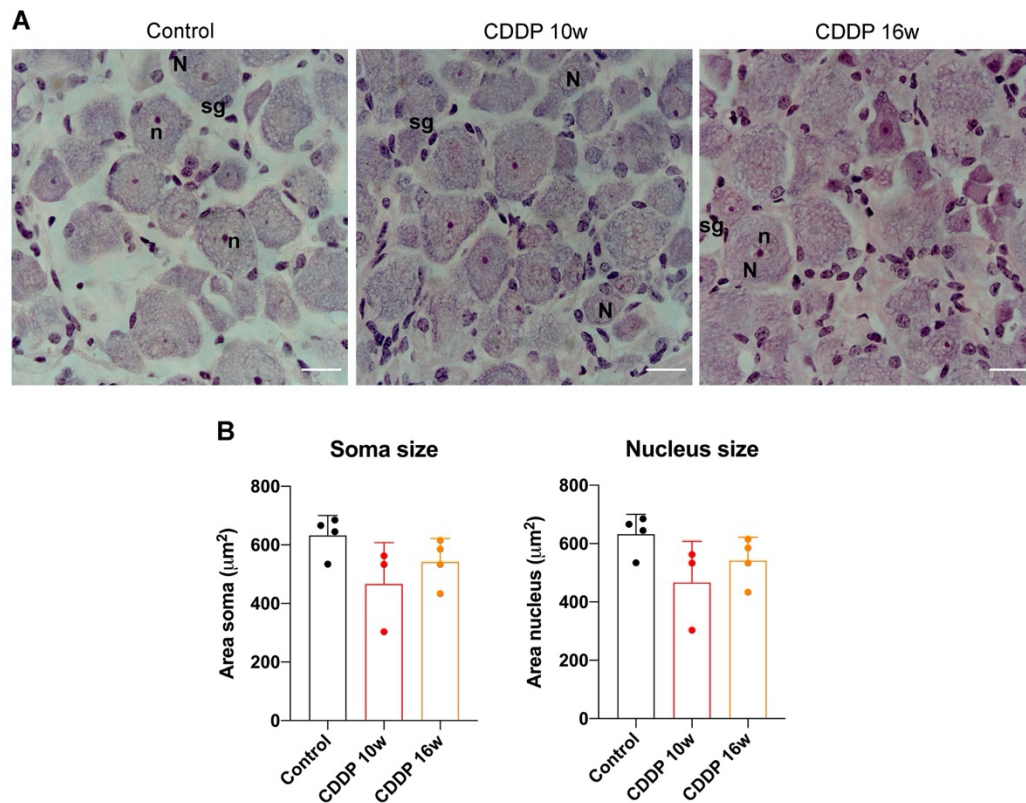 A
Control
CDDP 10w
CDDP 16w
N
sg
n
n
N
sg
N
sg
n
N
B
Soma size
Area soma (μm²)
800
600
400
200
0
Control
CDDP 10w
CDDP 16w
Nucleus size
Area nucleus (μm²)
800
600
400
200
0
Control
CDDP 10w
CDDP 16w